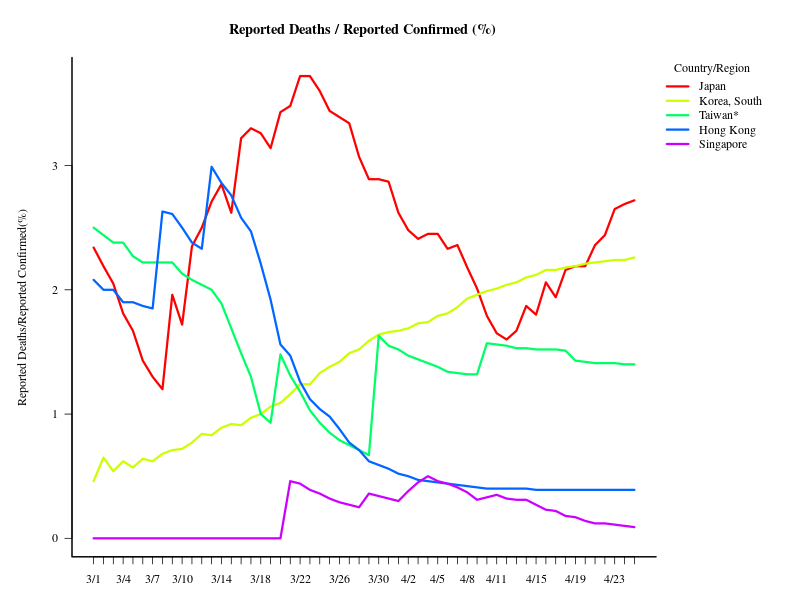 Reported Deaths / Reported Confirmed (%)
Country/Region
Japan
Korea, South
Taiwan*
Hong Kong
Singapore
Reported Deaths/Reported Confirmed(%)
3
2
1
0
3/1 3/4 3/7 3/10 3/14 3/18 3/22 3/26 3/30 4/2 4/5 4/8 4/11 4/15 4/19 4/23